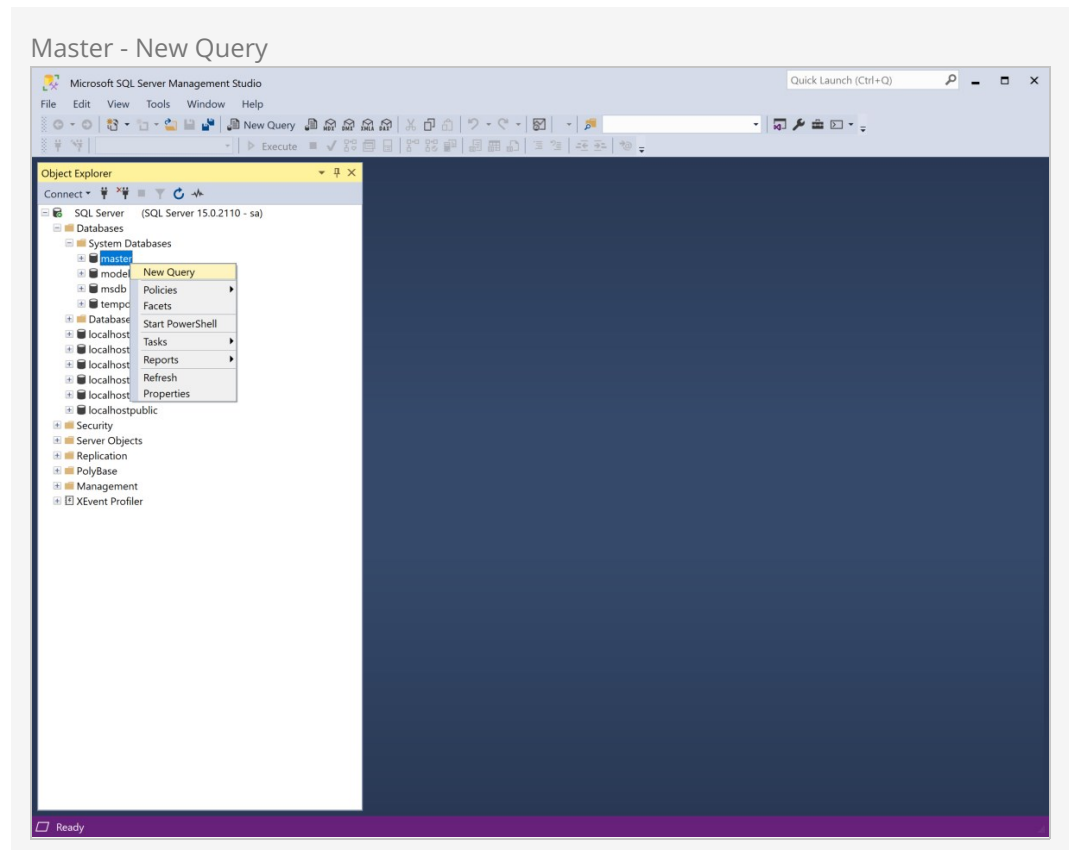 Master - New Query
Microsoft SQL Server Management Studio
Quick Launch (Ctrl+Q)
File Edit View Tools Window Help
New Query
Execute
Object Explorer
Connect
SQL Server (SQL Server 15.0.2110 - sa)
Databases
System Databases
master
model
msdb
tempd
Database
localhost
localhost
localhost
localhost
localhost
localhostpublic
Security
Server Objects
Replication
PolyBase
Management
XEvent Profiler
New Query
Policies
Facets
Start PowerShell
Tasks
Reports
Refresh
Properties
Ready